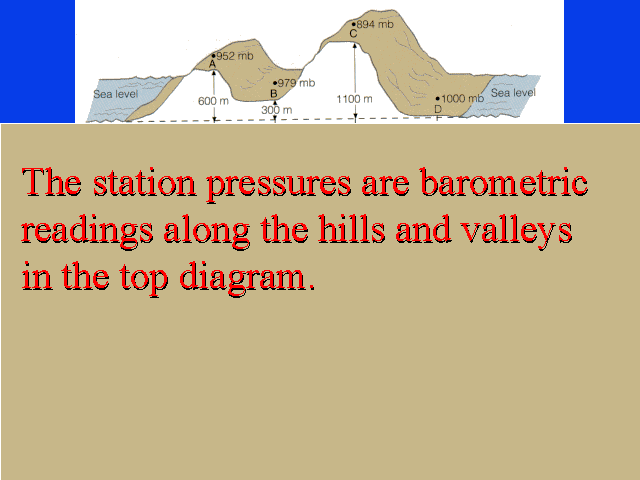 •894 mb
C
•952 mb
A
•979 mb
B
Sea level
600 m
300 m
1100 m
•1000 mb
D
Sea level
The station pressures are barometric
readings along the hills and valleys
in the top diagram.